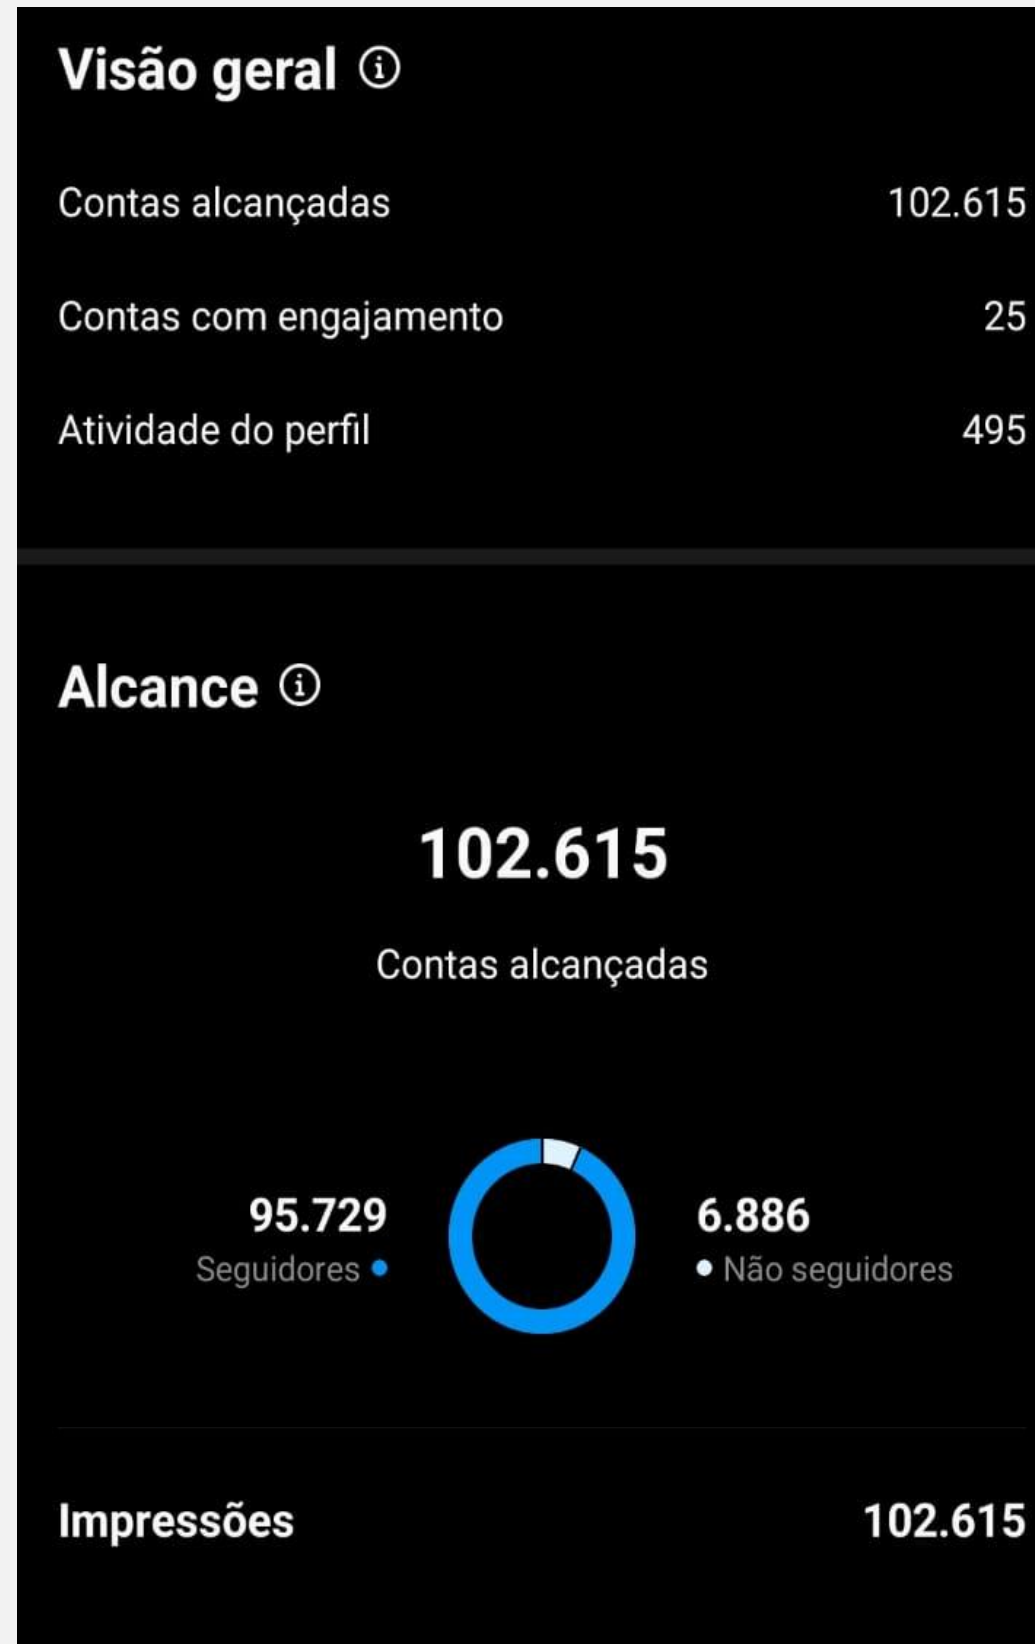 Visão geral
Contas alcançadas 102.615
Contas com engajamento 25
Atividade do perfil 495
Alcance
102.615
Contas alcançadas
95.729
Seguidores
6.886
Não seguidores
Impressões 102.615